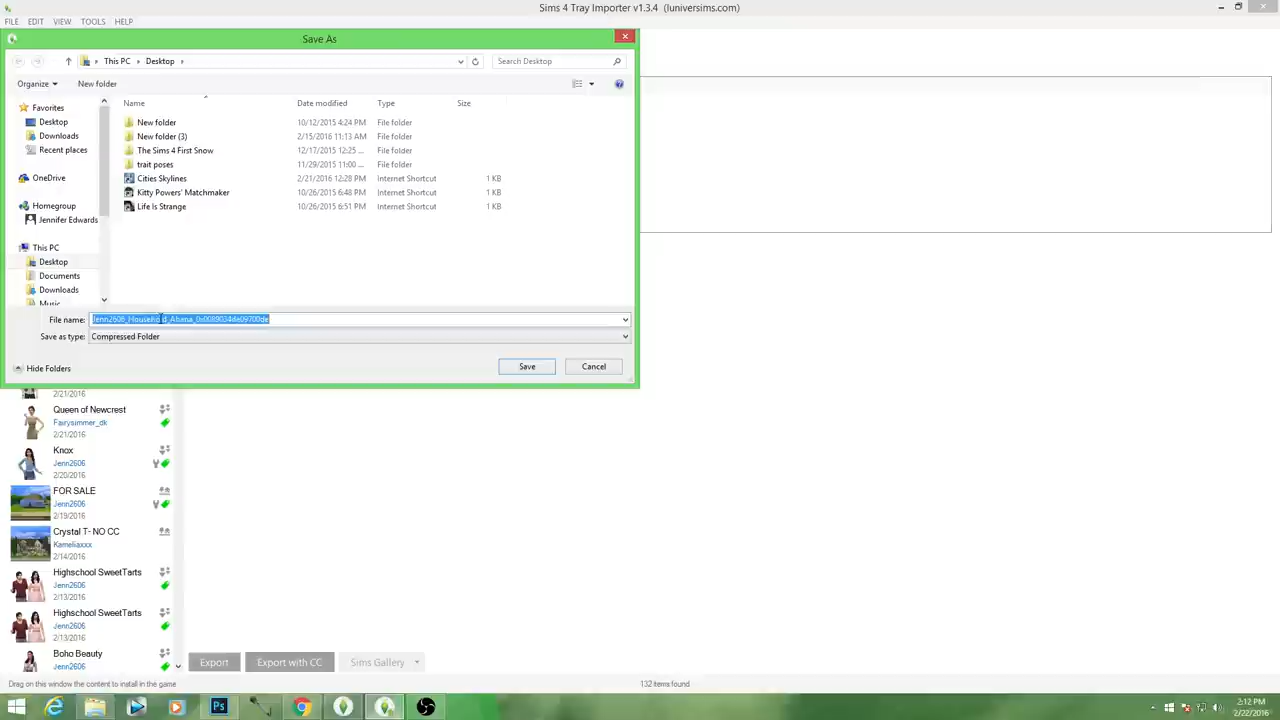 Sims 4 Tray Importer v1.3.4 (luniversims.com)
FILE EDIT VIEW TOOLS HELP
Save As
This PC Desktop
Search Desktop
Organize New folder
Name Date modified Type Size
Favorites
Desktop
Downloads
Recent places
OneDrive
Homegroup
Jennifer Edwards
This PC
Desktop
Documents
Downloads
Music
New folder 10/12/2015 4:24 PM File folder
New folder (3) 2/15/2016 11:13 AM File folder
The Sims 4 First Snow 12/17/2015 12:25 ... File folder
trait poses 11/29/2015 11:00 ... File folder
Cities Skylines 2/21/2016 12:28 PM Internet Shortcut 1 KB
Kitty Powers' Matchmaker 10/26/2015 6:48 PM Internet Shortcut 1 KB
Life Is Strange 10/26/2015 6:51 PM Internet Shortcut 1 KB
File name:
Save as type: Compressed Folder
Hide Folders Save Cancel
2/21/2016
Queen of Newcrest
Fairysimmer_dk
2/21/2016
Knox
Jenn2606
2/20/2016
FOR SALE
Jenn2606
2/19/2016
Crystal T- NO CC
Kameliaxxx
2/14/2016
Highschool SweetTarts
Jenn2606
2/13/2016
Highschool SweetTarts
Jenn2606
2/13/2016
Boho Beauty
Jenn2606
Export Export with CC Sims Gallery
Drag on this window the content to install in the game 132 items found
Ps
2:12 PM
2/22/2016